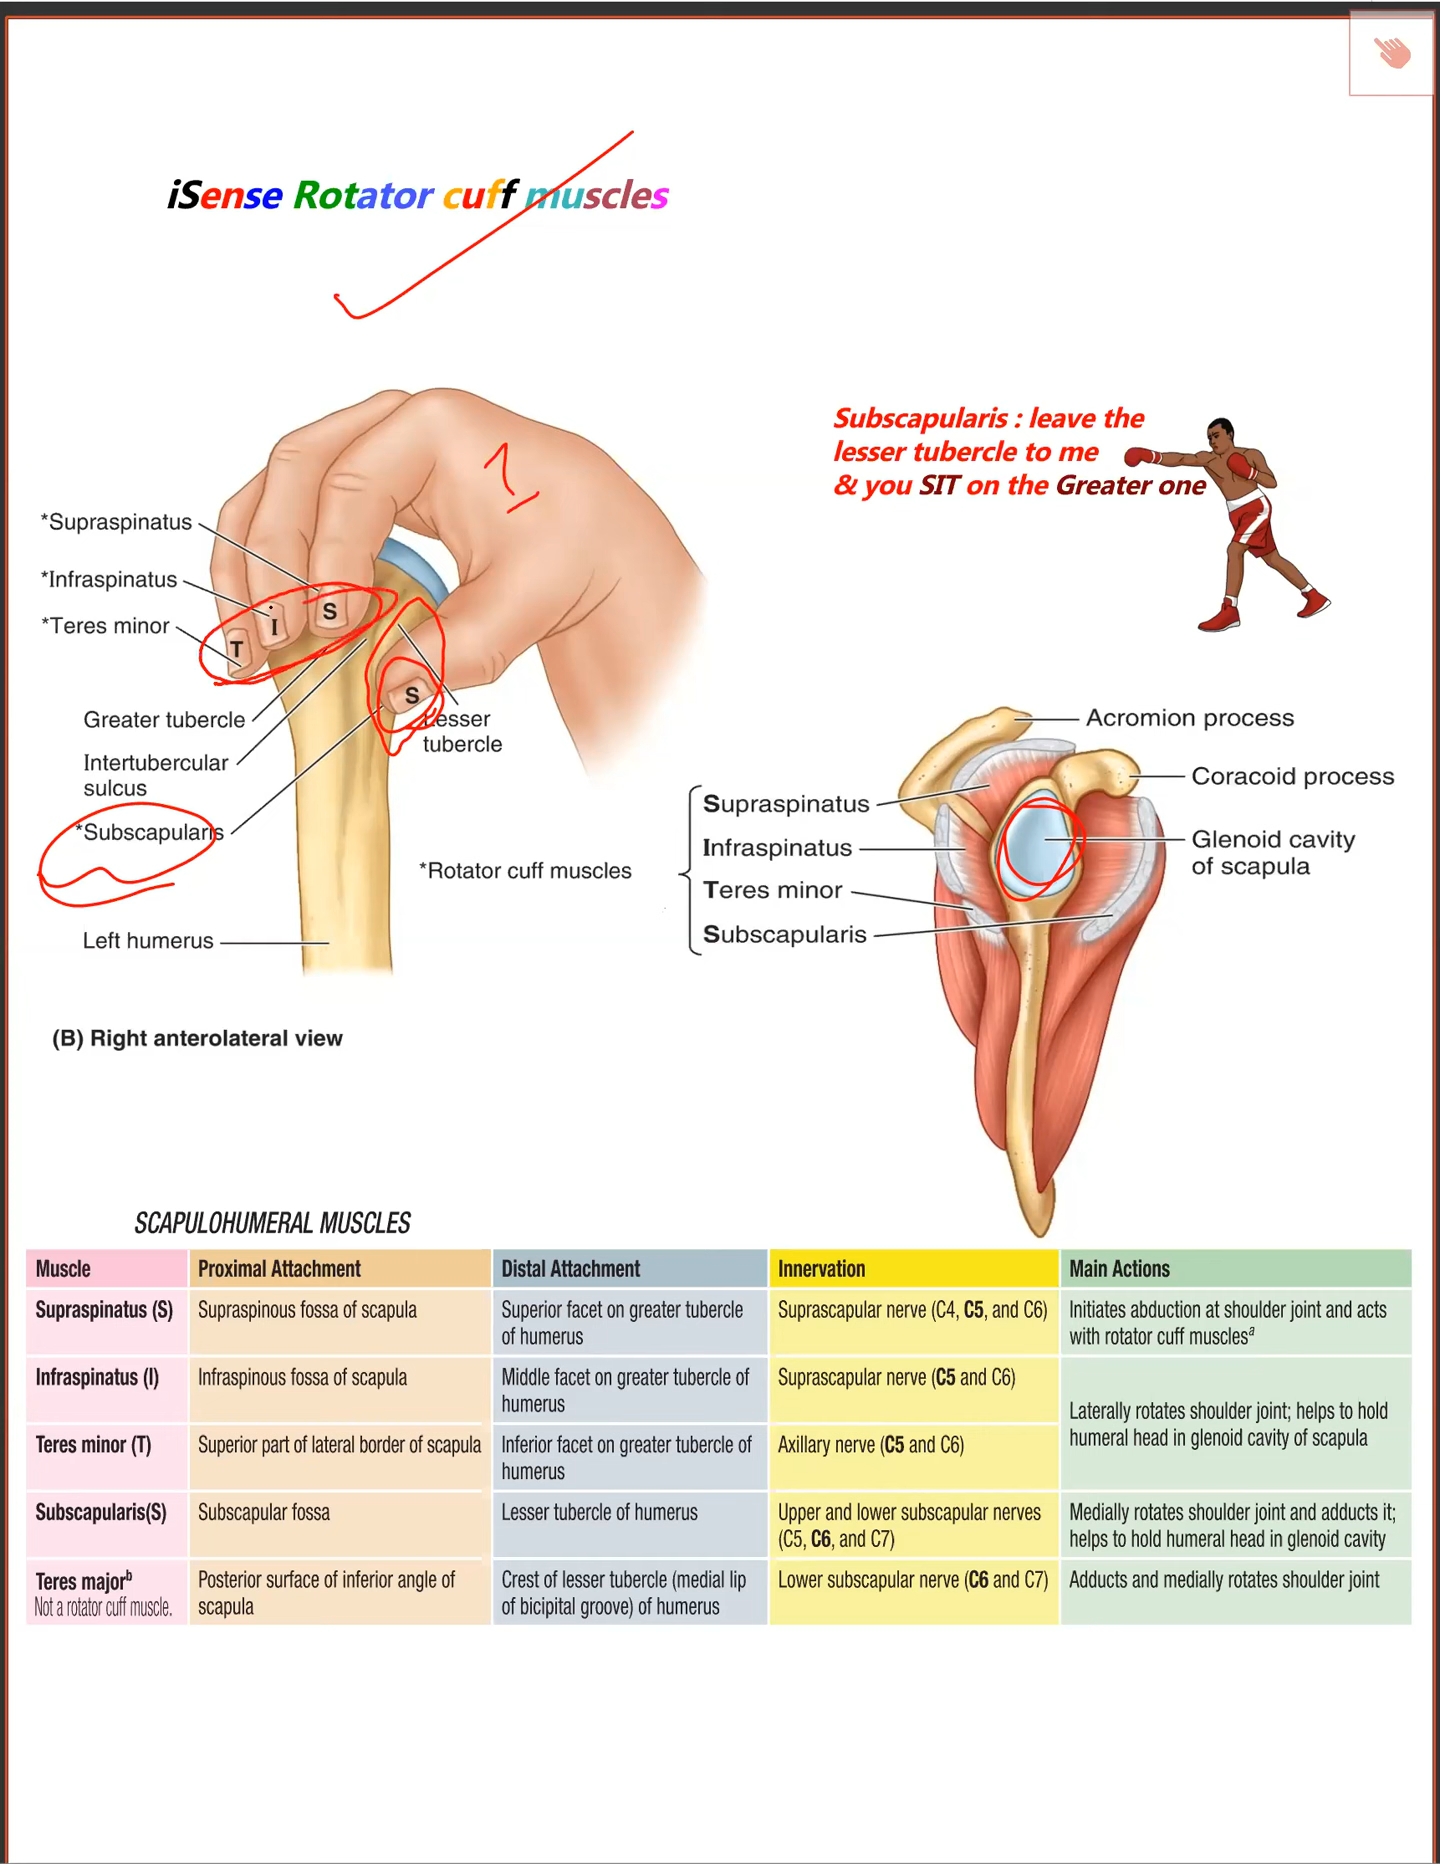 iSense Rotator cuff muscles
Subscapularis : leave the
lesser tubercle to me
& you SIT on the Greater one
*Supraspinatus
*Infraspinatus
*Teres minor
T
I
S
S
Greater tubercle
Lesser
tubercle
Intertubercular
sulcus
*Subscapularis
Left humerus
(B) Right anterolateral view
*Rotator cuff muscles
Supraspinatus
Infraspinatus
Teres minor
Subscapularis
Acromion process
Coracoid process
Glenoid cavity
of scapula
SCAPULOHUMERAL MUSCLES
Muscle Proximal Attachment Distal Attachment Innervation Main Actions
Supraspinatus (S) Supraspinous fossa of scapula Superior facet on greater tubercle Suprascapular nerve (C4, C5, and C6) Initiates abduction at shoulder joint and acts
of humerus with rotator cuff musclesᵃ
Infraspinatus (I) Infraspinous fossa of scapula Middle facet on greater tubercle of Suprascapular nerve (C5 and C6)
humerus
Laterally rotates shoulder joint; helps to hold
humeral head in glenoid cavity of scapula
Teres minor (T) Superior part of lateral border of scapula Inferior facet on greater tubercle of Axillary nerve (C5 and C6)
humerus
Subscapularis(S) Subscapular fossa Lesser tubercle of humerus Upper and lower subscapular nerves Medially rotates shoulder joint and adducts it;
(C5, C6, and C7) helps to hold humeral head in glenoid cavity
Teres majorᵇ Posterior surface of inferior angle of Crest of lesser tubercle (medial lip Lower subscapular nerve (C6 and C7) Adducts and medially rotates shoulder joint
Not a rotator cuff muscle. scapula of bicipital groove) of humerus